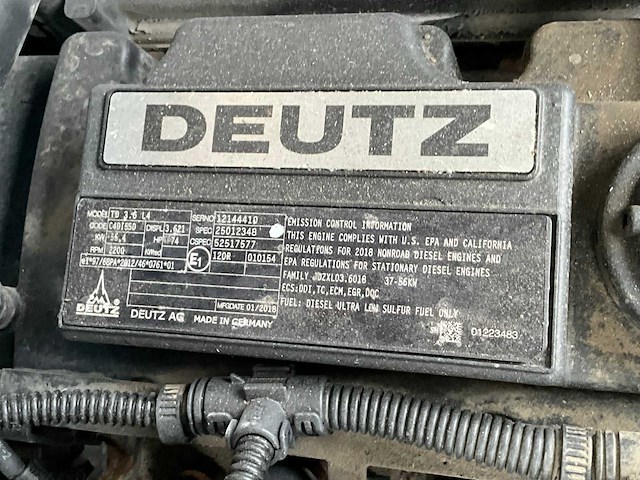 DEUTZ
MODEL TD 3.6 L4 SERNO 12144410
CODE C4DI55D DISPL 3.621 SPEC 25012348
KW 55,4 HP 74 CSPEC 52517577
RPM 2200 E1 120R 010154
e1*97/68PA*2012/46*0761*01
MFGDATE 01/2018
DEUTZ DEUTZ AG MADE IN GERMANY
EMISSION CONTROL INFORMATION
THIS ENGINE COMPLIES WITH U.S. EPA AND CALIFORNIA
REGULATIONS FOR 2018 NONROAD DIESEL ENGINES AND
EPA REGULATIONS FOR STATIONARY DIESEL ENGINES.
FAMILY JDZXL03.6018 37-56KW
ECS:DDI,TC,ECM,EGR,DOC
FUEL: DIESEL ULTRA LOW SULFUR FUEL ONLY
01223483